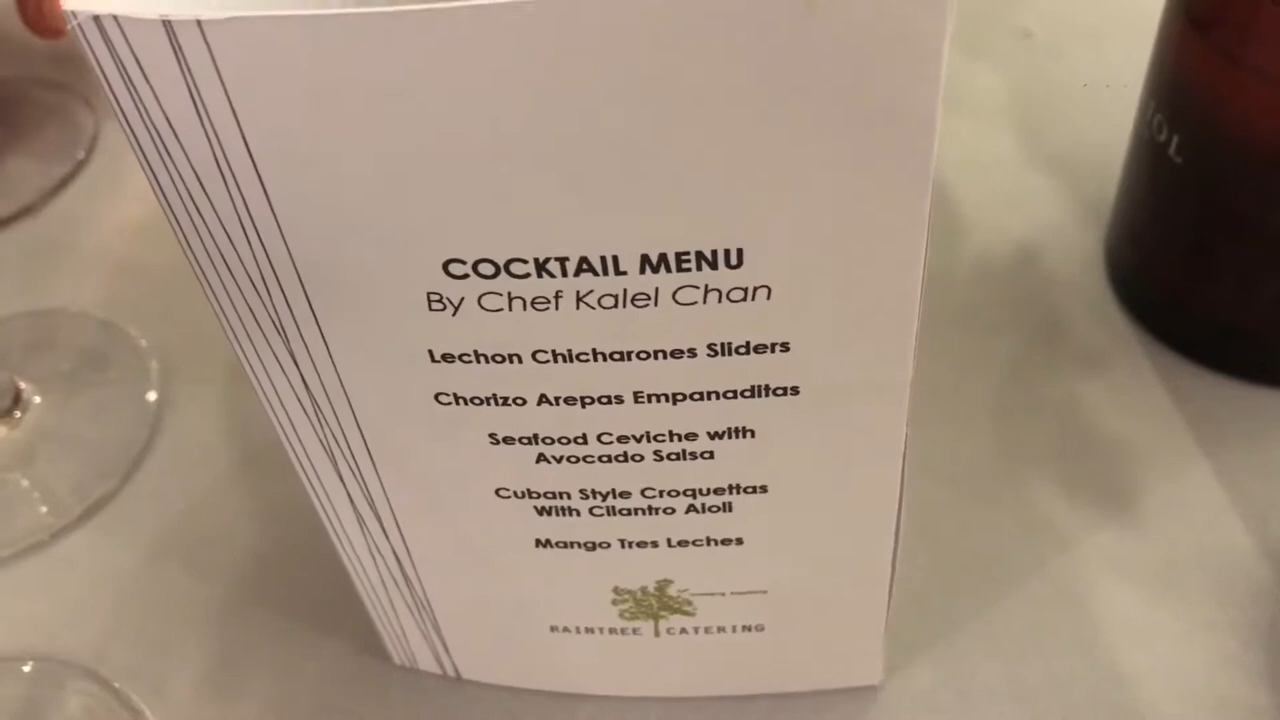 COCKTAIL MENU
By Chef Kalel Chan
Lechon Chicharones Sliders
Chorizo Arepas Empanaditas
Seafood Ceviche with
Avocado Salsa
Cuban Style Croquettas
With Cilantro Aioli
Mango Tres Leches
RAINTREE CATERING